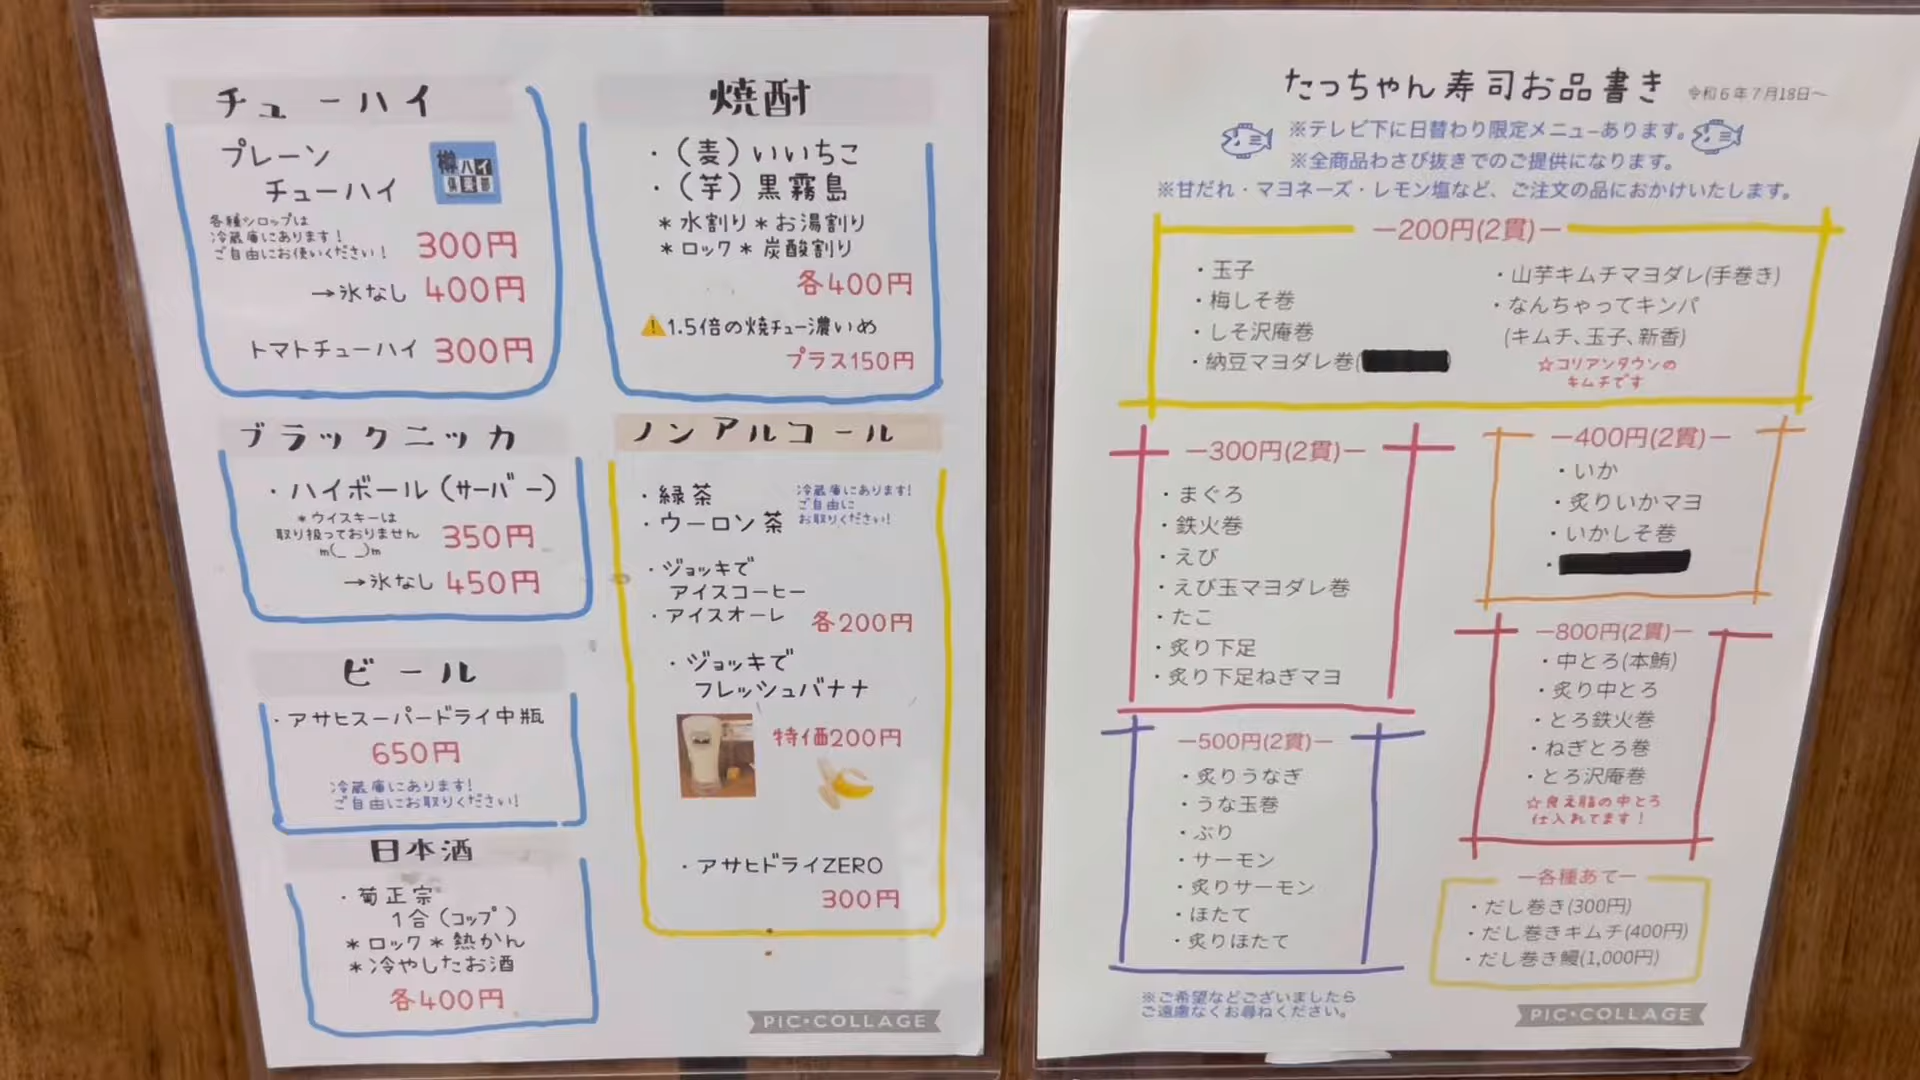 チューハイ
プレーン
チューハイ
樽ハイ
倶楽部
各種シロップは
冷蔵庫にあります!
ご自由にお使いください!
300円
→氷なし 400円
トマトチューハイ 300円
ブラックニッカ
・ハイボール(サーバー)
*ウイスキーは
取り扱っておりません
m(_ _)m
350円
→氷なし 450円
ビール
・アサヒスーパードライ中瓶
650円
冷蔵庫にあります!
ご自由にお取りください!
日本酒
・菊正宗
1合(コップ)
*ロック*熱かん
*冷やしたお酒
各400円
焼酎
・(麦)いいちこ
・(芋)黒霧島
*水割り*お湯割り
*ロック*炭酸割り
各400円
⚠1.5倍の焼チュー濃いめ
プラス150円
ノンアルコール
・緑茶
・ウーロン茶
冷蔵庫にあります!
ご自由に
お取りください!
・ジョッキで
アイスコーヒー
・アイスオーレ 各200円
・ジョッキで
フレッシュバナナ
特価200円
・アサヒドライZERO
300円
PIC•COLLAGE
たっちゃん寿司お品書き 令和6年7月18日〜
※テレビ下に日替わり限定メニューあります。
※全商品わさび抜きでのご提供になります。
※甘だれ・マヨネーズ・レモン塩など、ご注文の品におかけいたします。
ー200円(2貫)ー
・玉子
・梅しそ巻
・しそ沢庵巻
・納豆マヨダレ巻(
・山芋キムチマヨダレ(手巻き)
・なんちゃってキンパ
(キムチ、玉子、新香)
☆コリアンタウンの
キムチです
ー300円(2貫)ー
・まぐろ
・鉄火巻
・えび
・えび玉マヨダレ巻
・たこ
・炙り下足
・炙り下足ねぎマヨ
ー400円(2貫)ー
・いか
・炙りいかマヨ
・いかしそ巻
・
ー500円(2貫)ー
・炙りうなぎ
・うな玉巻
・ぶり
・サーモン
・炙りサーモン
・ほたて
・炙りほたて
ー800円(2貫)ー
・中とろ(本鮪)
・炙り中とろ
・とろ鉄火巻
・ねぎとろ巻
・とろ沢庵巻
☆良え脂の中とろ
仕入れてます!
ー各種あてー
・だし巻き(300円)
・だし巻きキムチ(400円)
・だし巻き鰻(1,000円)
※ご希望などございましたら
ご遠慮なくお尋ねください。
PIC•COLLAGE